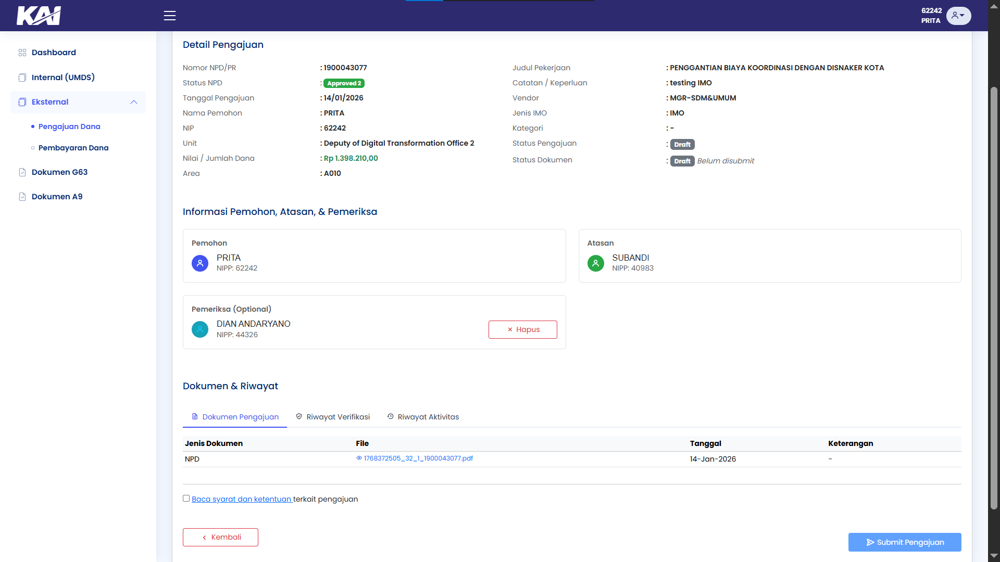 KAI
62242
PRITA
Dashboard
Internal (UMDS)
Eksternal
Pengajuan Dana
Pembayaran Dana
Dokumen G63
Dokumen A9
Detail Pengajuan
Nomor NPD/PR : 1900043077
Status NPD : Approved 2
Tanggal Pengajuan : 14/01/2026
Nama Pemohon : PRITA
NIP : 62242
Unit : Deputy of Digital Transformation Office 2
Nilai / Jumlah Dana : Rp 1.398.210,00
Area : A010
Judul Pekerjaan : PENGGANTIAN BIAYA KOORDINASI DENGAN DISNAKER KOTA
Catatan / Keperluan : testing IMO
Vendor : MGR-SDM&UMUM
Jenis IMO : IMO
Kategori : -
Status Pengajuan : Draft
Status Dokumen : Draft Belum disubmit
Informasi Pemohon, Atasan, & Pemeriksa
Pemohon
PRITA
NIPP: 62242
Atasan
SUBANDI
NIPP: 40983
Pemeriksa (Optional)
DIAN ANDARYANO
NIPP: 44326
Hapus
Dokumen & Riwayat
Dokumen Pengajuan Riwayat Verifikasi Riwayat Aktivitas
Jenis Dokumen File Tanggal Keterangan
NPD 1768372505_32_1_1900043077.pdf 14-Jan-2026 -
Baca syarat dan ketentuan terkait pengajuan
Kembali
Submit Pengajuan